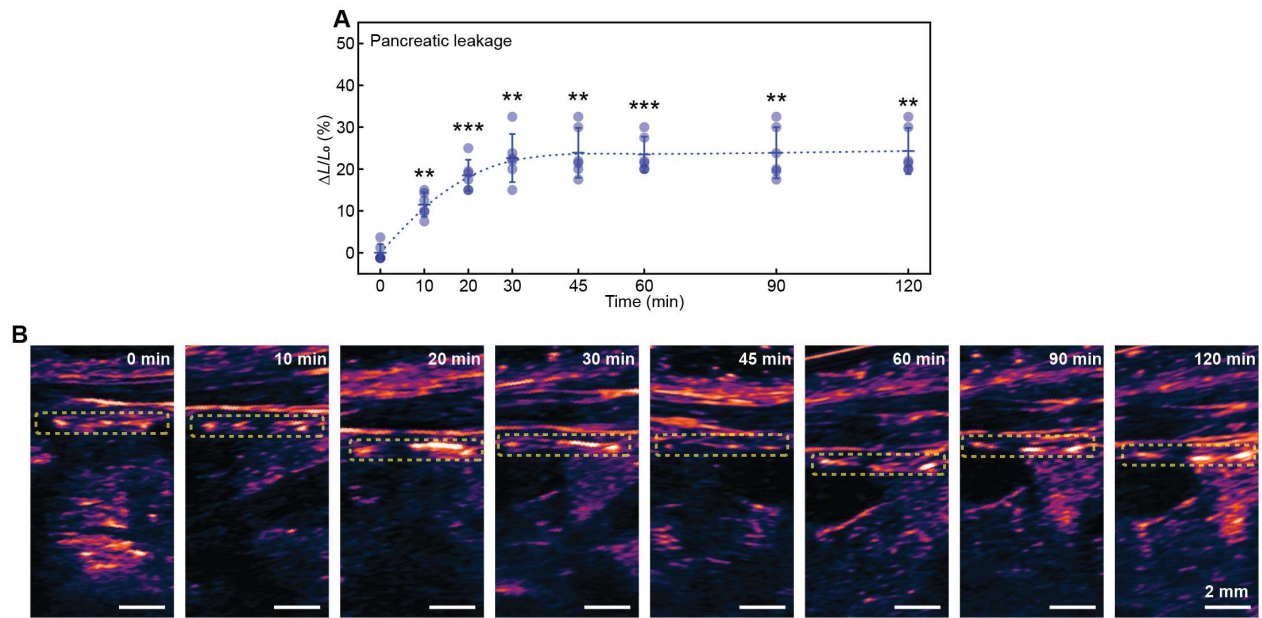 A
Pancreatic leakage
ΔL/L₀ (%)
50
40
30
20
10
0
**
***
**
**
***
**
**
0 10 20 30 45 60 90 120
Time (min)
B
0 min 10 min 20 min 30 min 45 min 60 min 90 min 120 min
2 mm